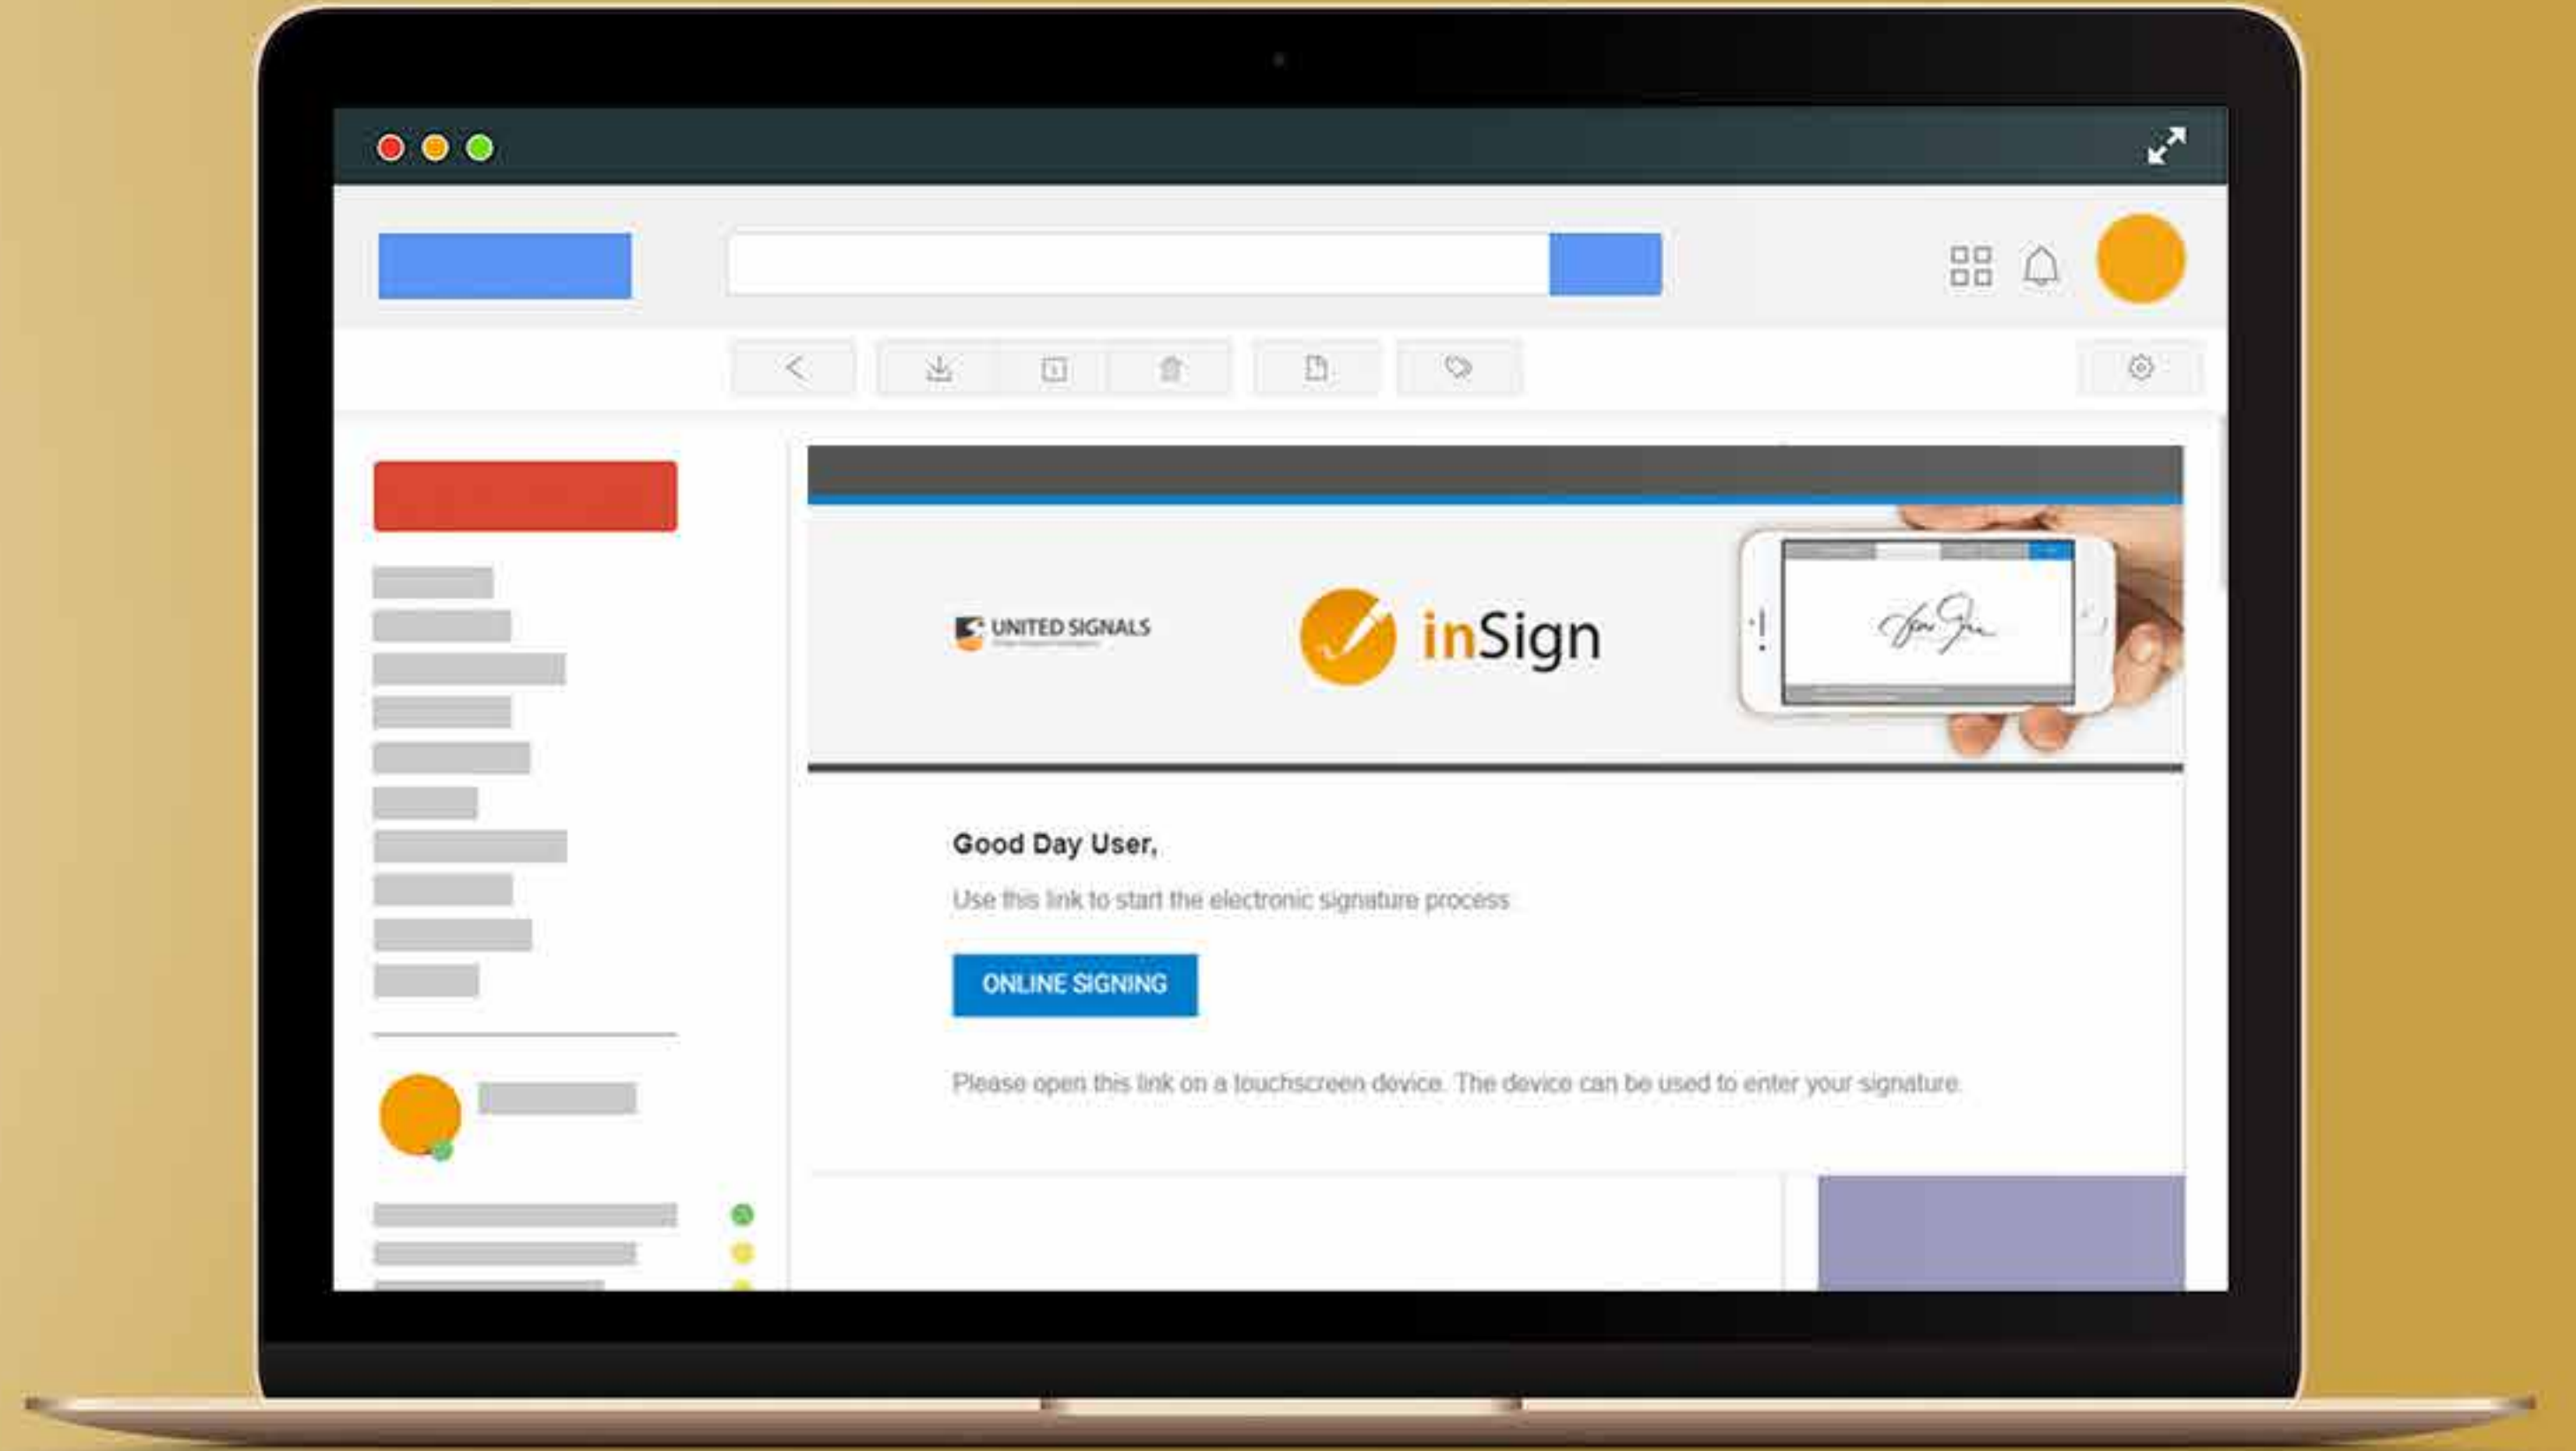 UNITED SIGNALS
inSign
Good Day User,
Use this link to start the electronic signature process
ONLINE SIGNING
Please open this link on a touchscreen device. The device can be used to enter your signature.